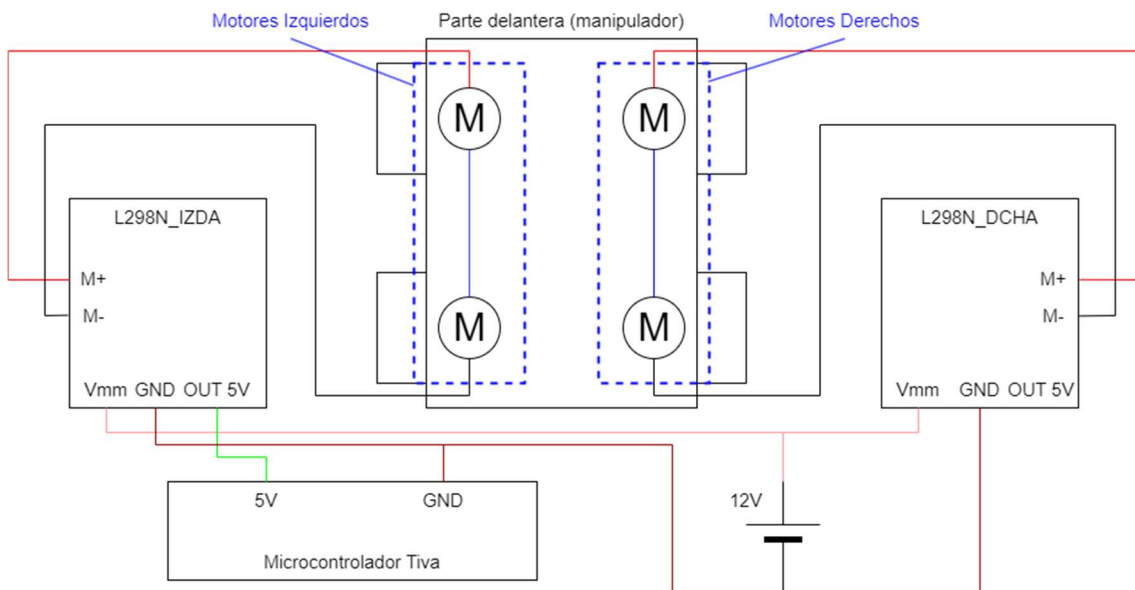 Motores Izquierdos
Parte delantera (manipulador)
Motores Derechos
M
M
L298N_IZDA
L298N_DCHA
M+
M-
M+
M-
M
M
Vmm GND OUT 5V
Vmm GND OUT 5V
5V GND
12V
Microcontrolador Tiva